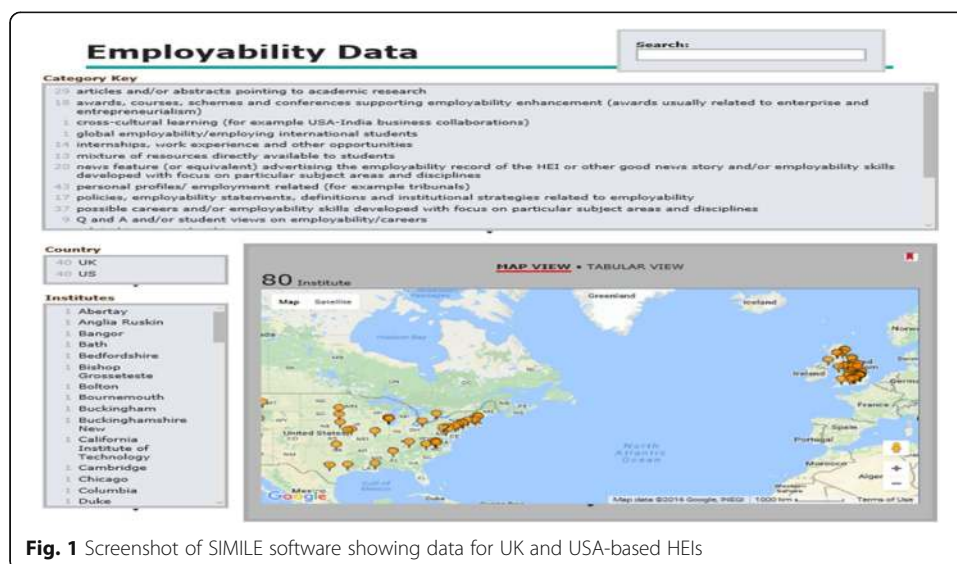 Employability Data
Search:
Category Key
29 articles and/or abstracts pointing to academic research
18 awards, courses, schemes and conferences supporting employability enhancement (awards usually related to enterprise and
entrepreneurialism)
1 cross-cultural learning (for example USA-India business collaborations)
1 global employability/employing international students
14 internships, work experience and other opportunities
13 mixture of resources directly available to students
20 news feature (or equivalent) advertising the employability record of the HEI or other good news story and/or employability skills
developed with focus on particular subject areas and disciplines
43 personal profiles/ employment related (for example tribunals)
17 policies, employability statements, definitions and institutional strategies related to employability
37 possible careers and/or employability skills developed with focus on particular subject areas and disciplines
9 Q and A and/or student views on employability/careers
Country
40 UK
40 US
Institutes
1 Abertay
1 Anglia Ruskin
1 Bangor
1 Bath
1 Bedfordshire
1 Bishop
Grosseteste
1 Bolton
1 Bournemouth
1 Buckingham
1 Buckinghamshire
New
1 California
Institute of
Technology
1 Cambridge
1 Chicago
1 Columbia
1 Duke
MAP VIEW • TABULAR VIEW
80 Institute
Map Satellite
Greenland
Iceland
Hudson Bay
Norway
Ireland
France
Spain
Portugal
United States
North
Atlantic
Ocean
Morocco
Gulf of
Mexico
Mexico
Cuba
Google
Map data ©2016 Google, INEGI 1000 km Terms of Use
Fig. 1 Screenshot of SIMILE software showing data for UK and USA-based HEIs